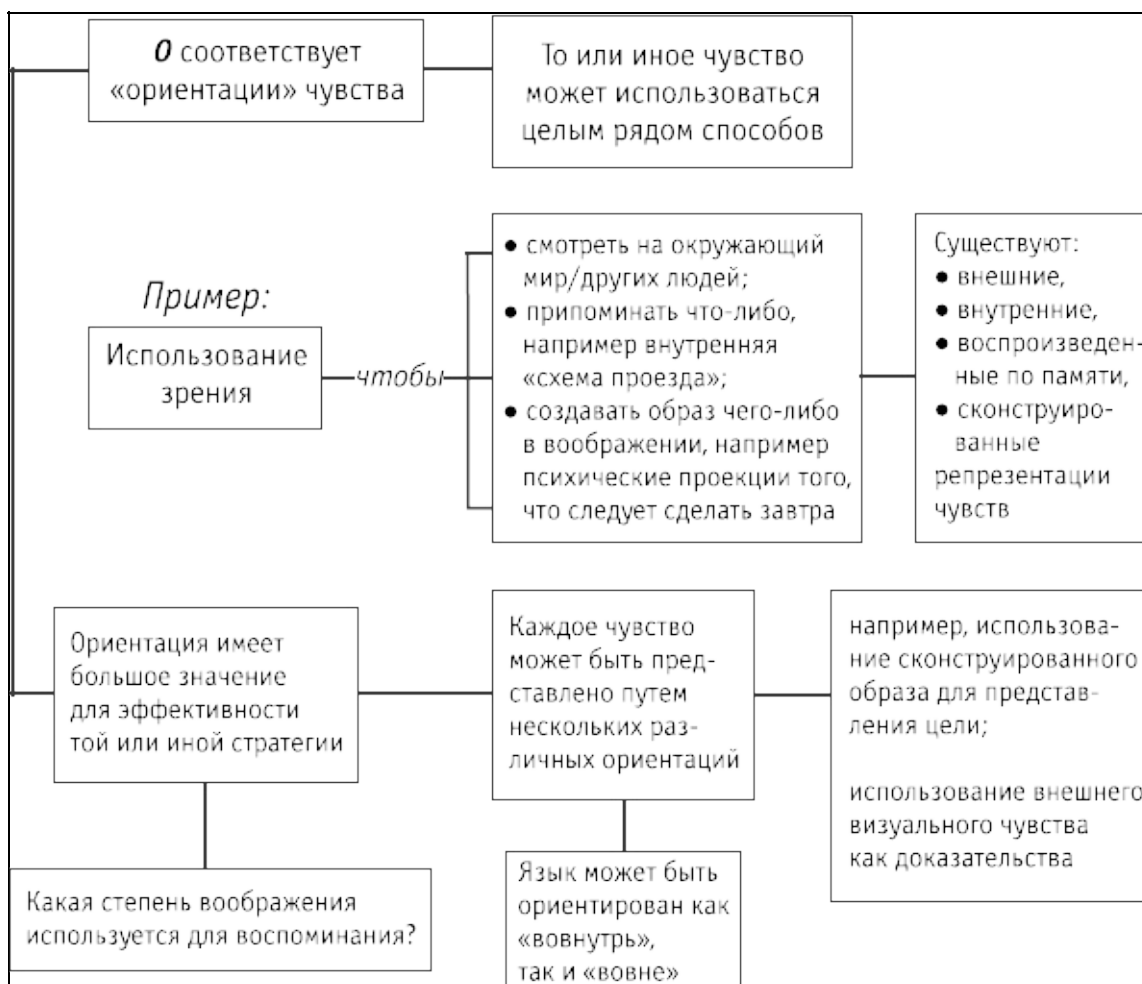 О соответствует
«ориентации» чувства
То или иное чувство
может использоваться
целым рядом способов
Пример:
Использование
зрения
чтобы
● смотреть на окружающий
мир/других людей;
● припоминать что-либо,
например внутренняя
«схема проезда»;
● создавать образ чего-либо
в воображении, например
психические проекции того,
что следует сделать завтра
Существуют:
● внешние,
● внутренние,
● воспроизведен-
ные по памяти,
● сконструиро-
ванные
репрезентации
чувств
Ориентация имеет
большое значение
для эффективности
той или иной стратегии
Каждое чувство
может быть пред-
ставлено путем
нескольких раз-
личных ориентаций
например, использова-
ние сконструированного
образа для представ-
ления цели;
использование внешнего
визуального чувства
как доказательства
Какая степень воображения
используется для воспоминания?
Язык может быть
ориентирован как
«вовнутрь»,
так и «вовне»